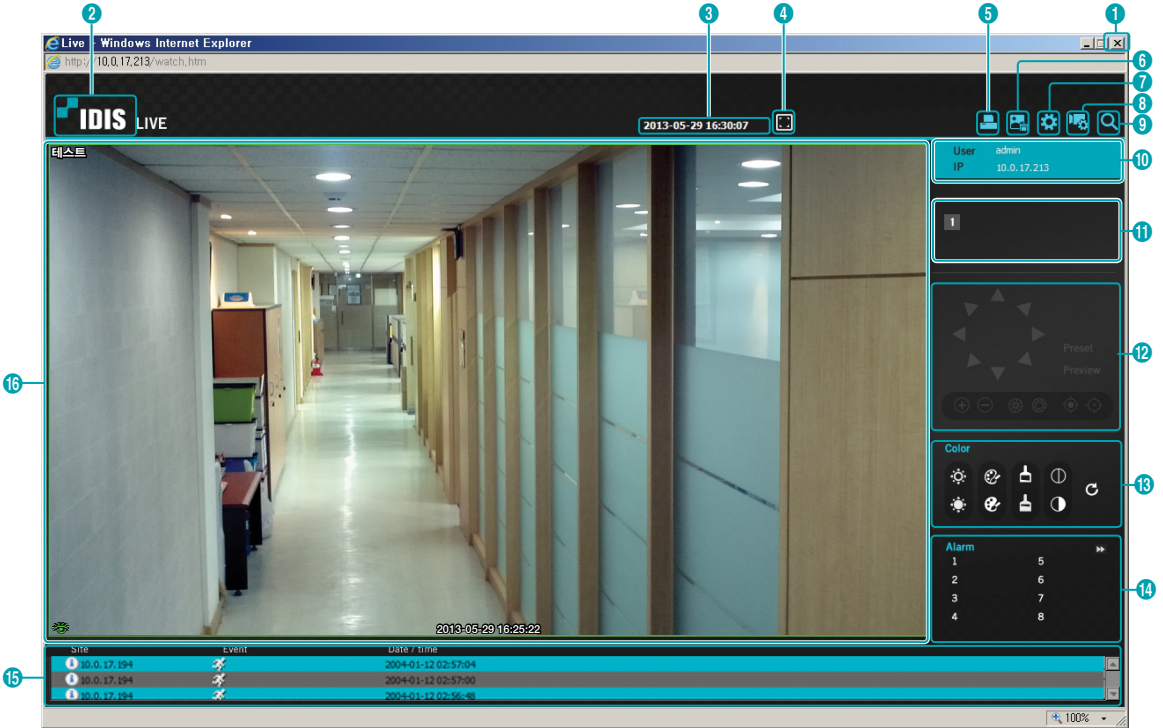 2
3
4
5
1
Live - Windows Internet Explorer
http://10.0.17.213/watch.htm
6
7
8
9
IDIS LIVE
2013-05-29 16:30:07
테스트
User admin
IP 10.0.17.213
10
1
11
Preset
Preview
12
16
Color
13
Alarm
1 5
2 6
3 7
4 8
14
2013-05-29 16:25:22
Site Event Date / time
10.0.17.194 2004-01-12 02:57:04
10.0.17.194 2004-01-12 02:57:00
10.0.17.194 2004-01-12 02:56:48
15
100%